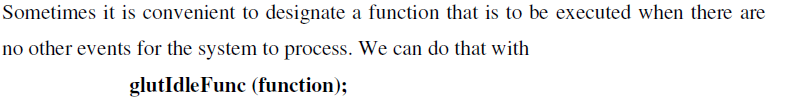 Sometimes it is convenient to designate a function that is to be executed when there are
no other events for the system to process. We can do that with
glutIdleFunc (function);